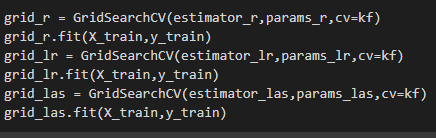 grid_r = GridSearchCV(estimator_r,params_r,cv=kf)
grid_r.fit(X_train,y_train)
grid_lr = GridSearchCV(estimator_lr,params_lr,cv=kf)
grid_lr.fit(X_train,y_train)
grid_las = GridSearchCV(estimator_las,params_las,cv=kf)
grid_las.fit(X_train,y_train)